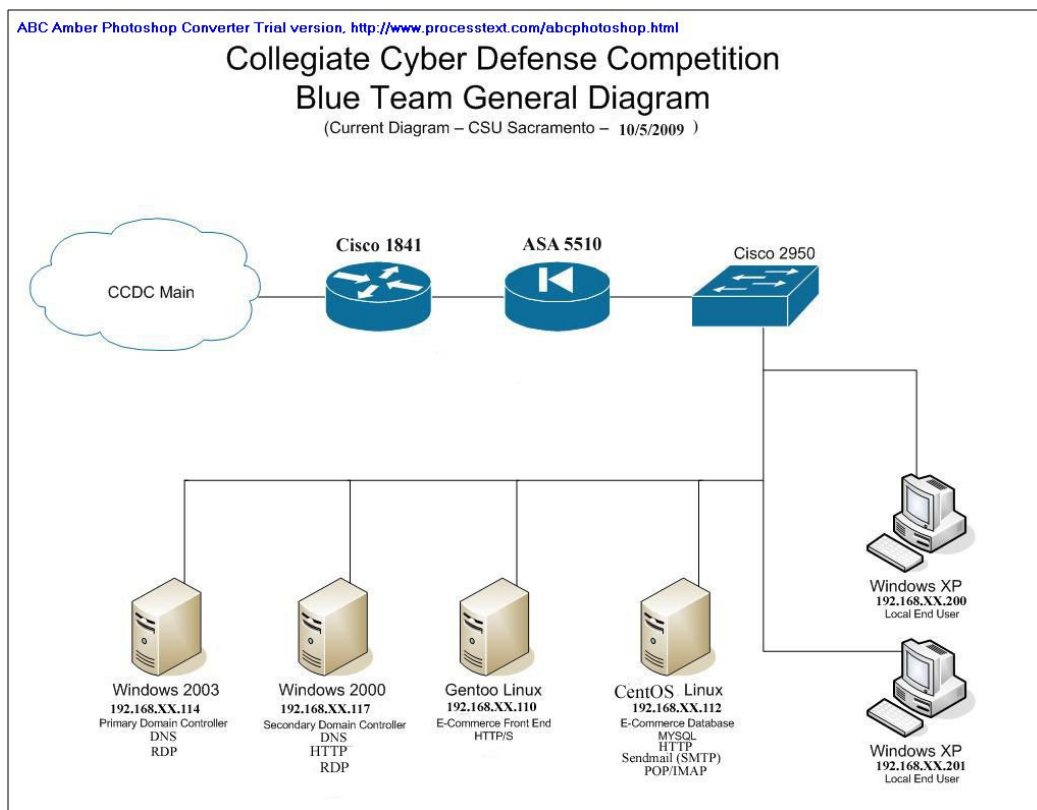 ABC Amber Photoshop Converter Trial version, http://www.processtext.com/abcphotoshop.html
Collegiate Cyber Defense Competition
Blue Team General Diagram
(Current Diagram – CSU Sacramento – 10/5/2009 )
CCDC Main
Cisco 1841
ASA 5510
Cisco 2950
Windows XP
192.168.XX.200
Local End User
Windows 2003
192.168.XX.114
Primary Domain Controller
DNS
RDP
Windows 2000
192.168.XX.117
Secondary Domain Controller
DNS
HTTP
RDP
Gentoo Linux
192.168.XX.110
E-Commerce Front End
HTTP/S
CentOS Linux
192.168.XX.112
E-Commerce Database
MYSQL
HTTP
Sendmail (SMTP)
POP/IMAP
Windows XP
192.168.XX.201
Local End User